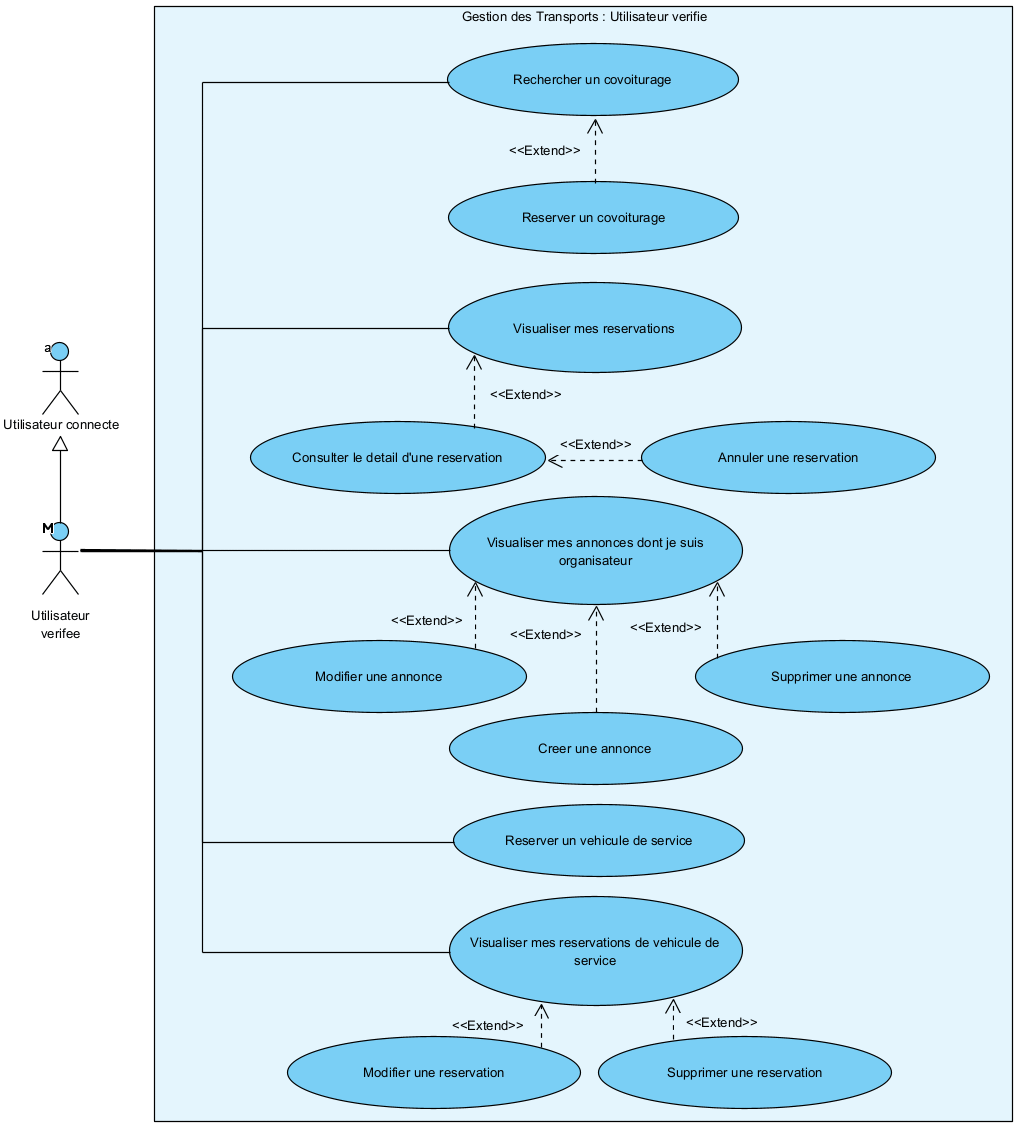 Gestion des Transports : Utilisateur verifie
Rechercher un covoiturage
<<Extend>>
Reserver un covoiturage
Visualiser mes reservations
a
<<Extend>>
Utilisateur connecte
<<Extend>>
Consulter le detail d'une reservation
Annuler une reservation
M
Visualiser mes annonces dont je suis
organisateur
Utilisateur
verifee
<<Extend>>
<<Extend>>
<<Extend>>
Modifier une annonce
Supprimer une annonce
Creer une annonce
Reserver un vehicule de service
Visualiser mes reservations de vehicule de
service
<<Extend>>
<<Extend>>
Modifier une reservation
Supprimer une reservation